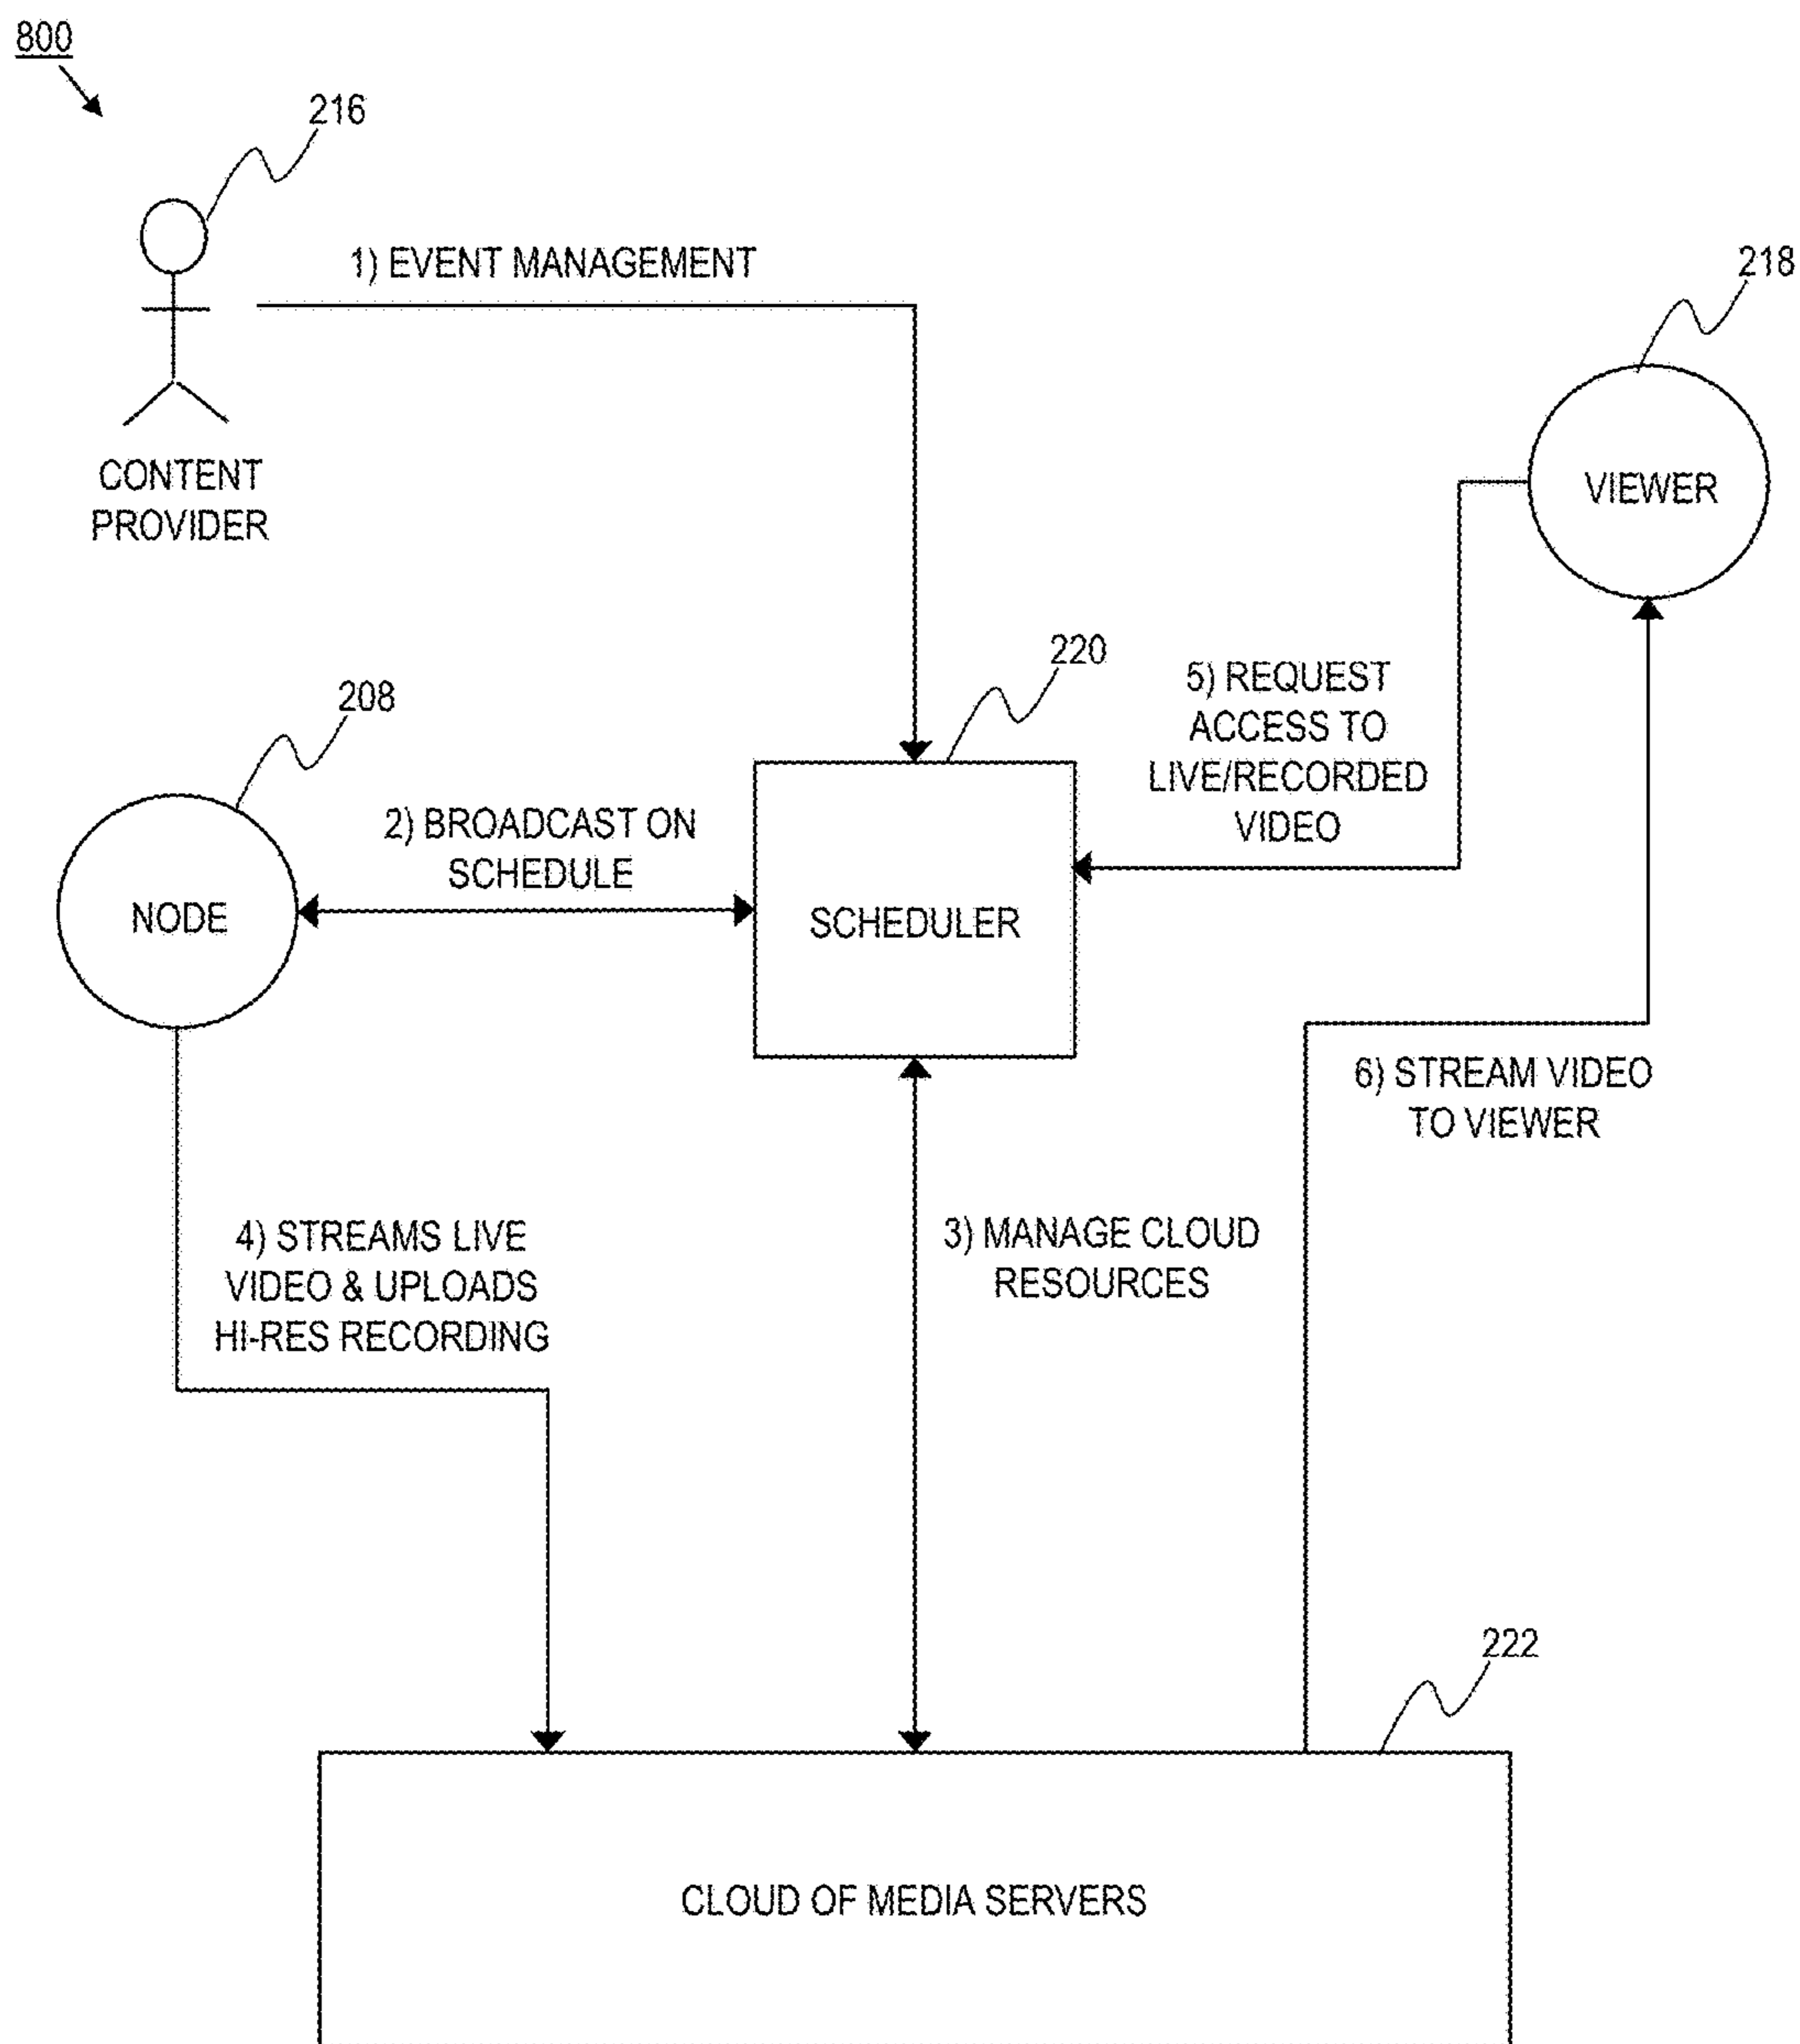 800
216
1) EVENT MANAGEMENT
218
CONTENT
PROVIDER
VIEWER
220
5) REQUEST
ACCESS TO
LIVE/RECORDED
VIDEO
208
2) BROADCAST ON
SCHEDULE
NODE
SCHEDULER
6) STREAM VIDEO
TO VIEWER
4) STREAMS LIVE
VIDEO & UPLOADS
HI-RES RECORDING
3) MANAGE CLOUD
RESOURCES
222
CLOUD OF MEDIA SERVERS